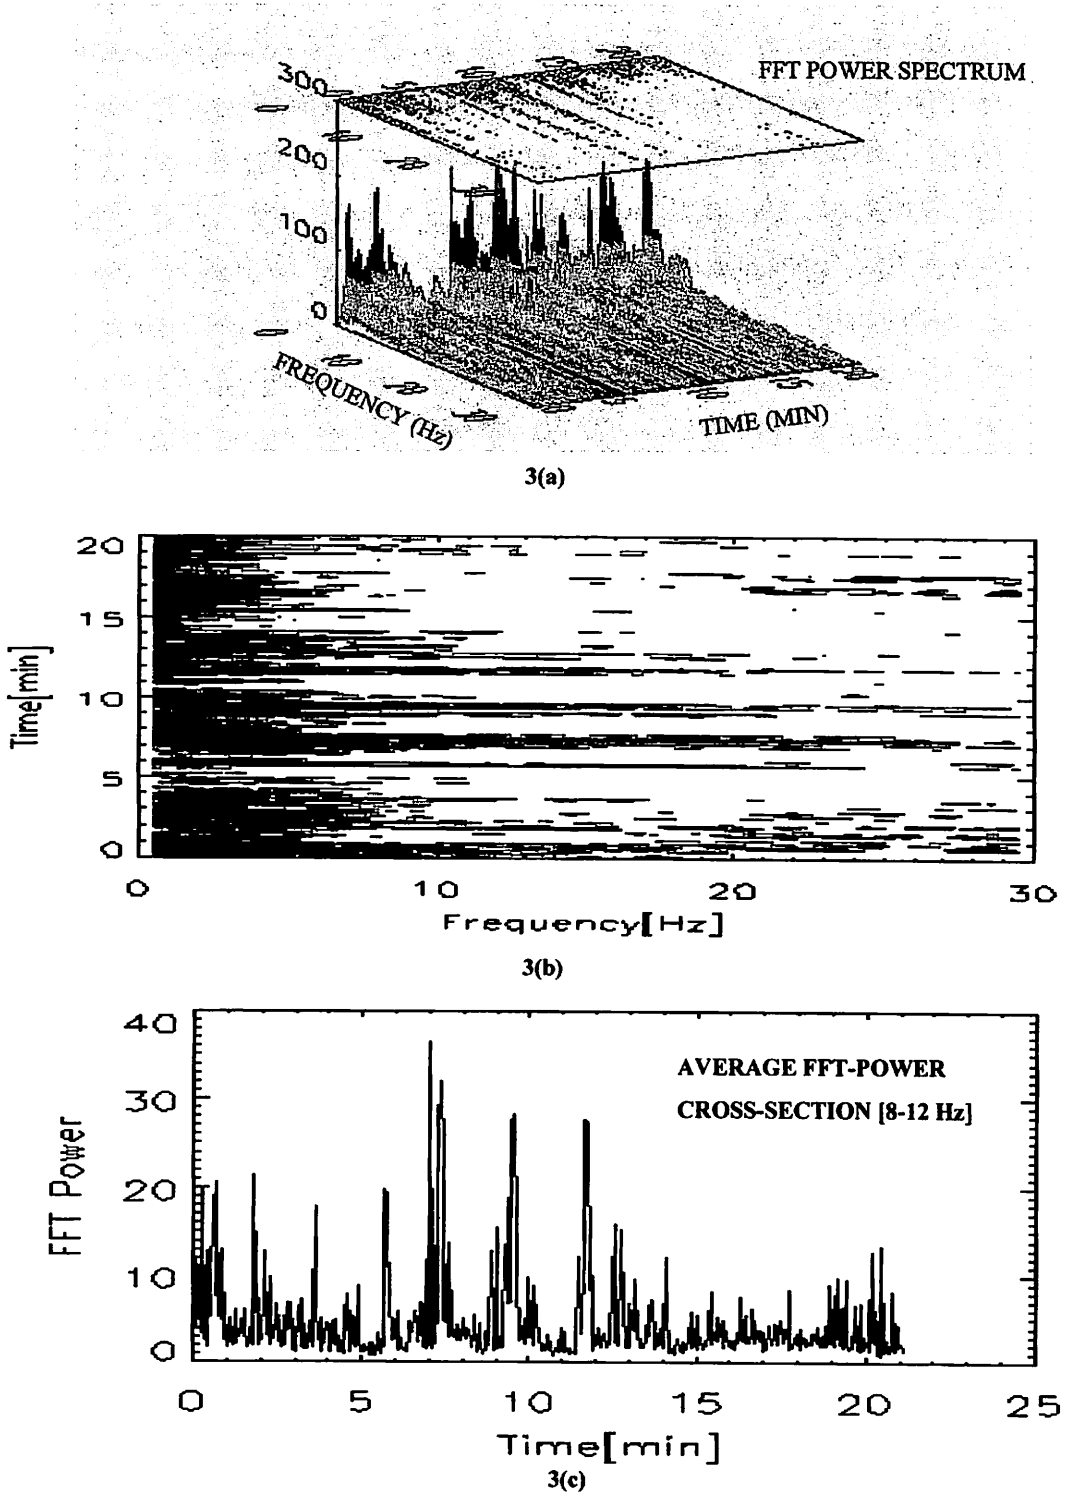 FFT POWER SPECTRUM
300
200
100
0
FREQUENCY (Hz)
TIME (MIN)
3(a)
20
15
10
5
0
Time[min]
0 10 20 30
Frequency[Hz]
3(b)
40
30
20
10
0
FFT Power
AVERAGE FFT-POWER
CROSS-SECTION [8-12 Hz]
0 5 10 15 20 25
Time[min]
3(c)